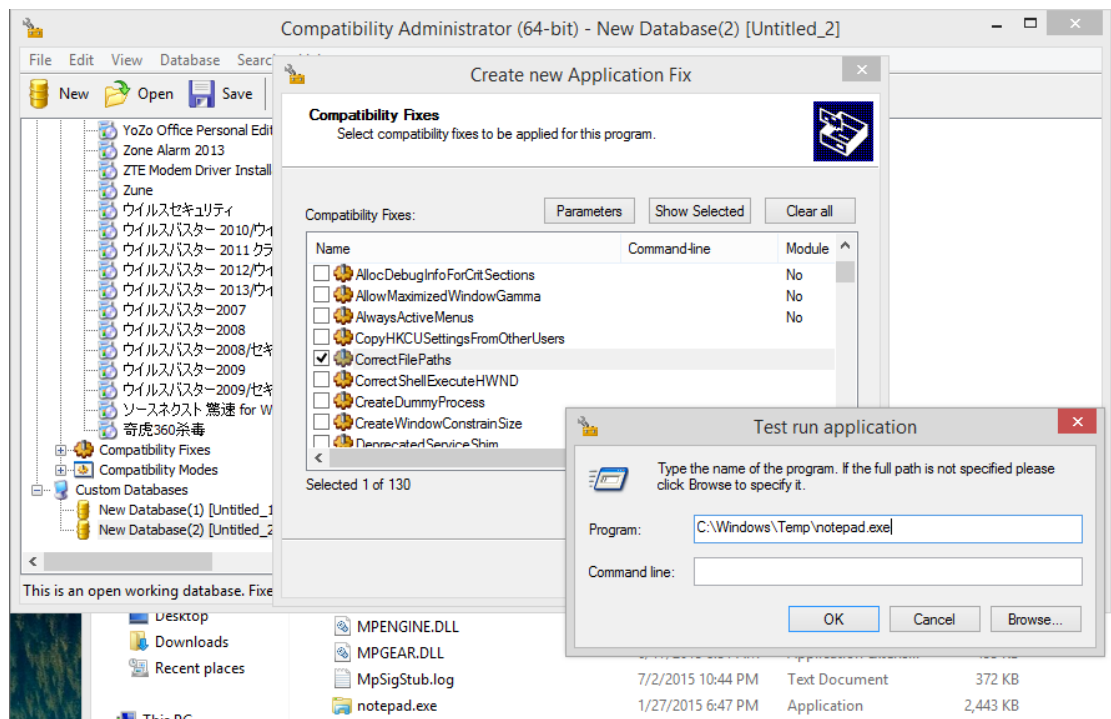 Compatibility Administrator (64-bit) - New Database(2) [Untitled_2]
File Edit View Database
New Open Save
YoZo Office Personal Edit
Zone Alarm 2013
ZTE Modem Driver Install
Zune
ウイルスセキュリティ
ウイルスバスター 2010/ウイ
ウイルスバスター 2011 クラ
ウイルスバスター 2012/ウイ
ウイルスバスター 2013/ウイ
ウイルスバスター2007
ウイルスバスター2008
ウイルスバスター2008/セキ
ウイルスバスター2009
ウイルスバスター2009/セキ
ソースネクスト 驚速 for W
奇虎360杀毒
Compatibility Fixes
Compatibility Modes
Custom Databases
New Database(1) [Untitled_1
New Database(2) [Untitled_2
This is an open working database. Fixe
Create new Application Fix
Compatibility Fixes
Select compatibility fixes to be applied for this program.
Compatibility Fixes:
Parameters Show Selected Clear all
Name Command-line Module
AllocDebugInfoForCritSections No
AllowMaximizedWindowGamma No
AlwaysActiveMenus No
CopyHKCUSettingsFromOtherUsers
CorrectFilePaths
CorrectShellExecuteHWND
CreateDummyProcess
CreateWindowConstrainSize
DeprecatedServiceShim
Selected 1 of 130
Test run application
Type the name of the program. If the full path is not specified please
click Browse to specify it.
Program: C:\Windows\Temp\notepad.exe
Command line:
OK Cancel Browse...
Desktop
Downloads
Recent places
This PC
MPENGINE.DLL
MPGEAR.DLL
MpSigStub.log 7/2/2015 10:44 PM Text Document 372 KB
notepad.exe 1/27/2015 6:47 PM Application 2,443 KB